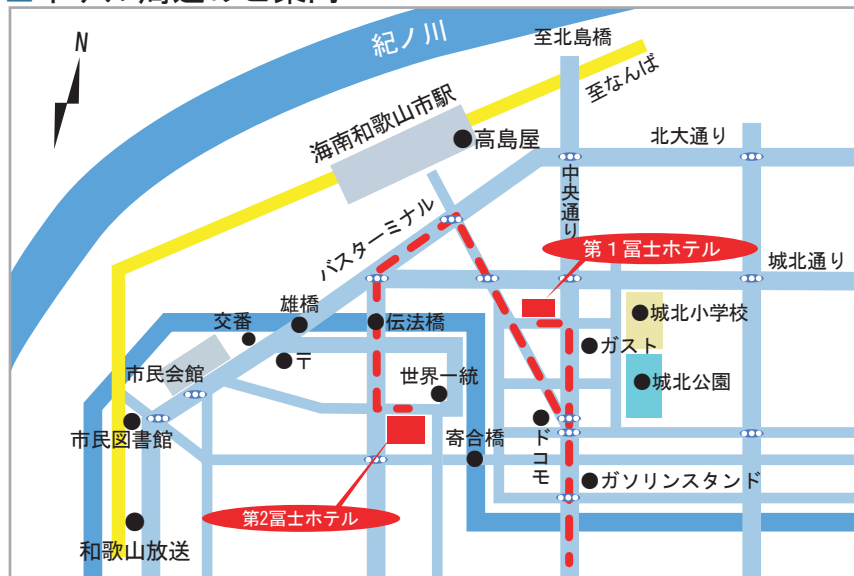 N
紀ノ川
至北島橋
至なんば
海南和歌山市駅
高島屋
北大通り
中央通り
バスターミナル
第１冨士ホテル
城北通り
雄橋
交番
伝法橋
城北小学校
〒
ガスト
市民会館
世界一統
城北公園
市民図書館
寄合橋
ドコモ
ガソリンスタンド
第2冨士ホテル
和歌山放送